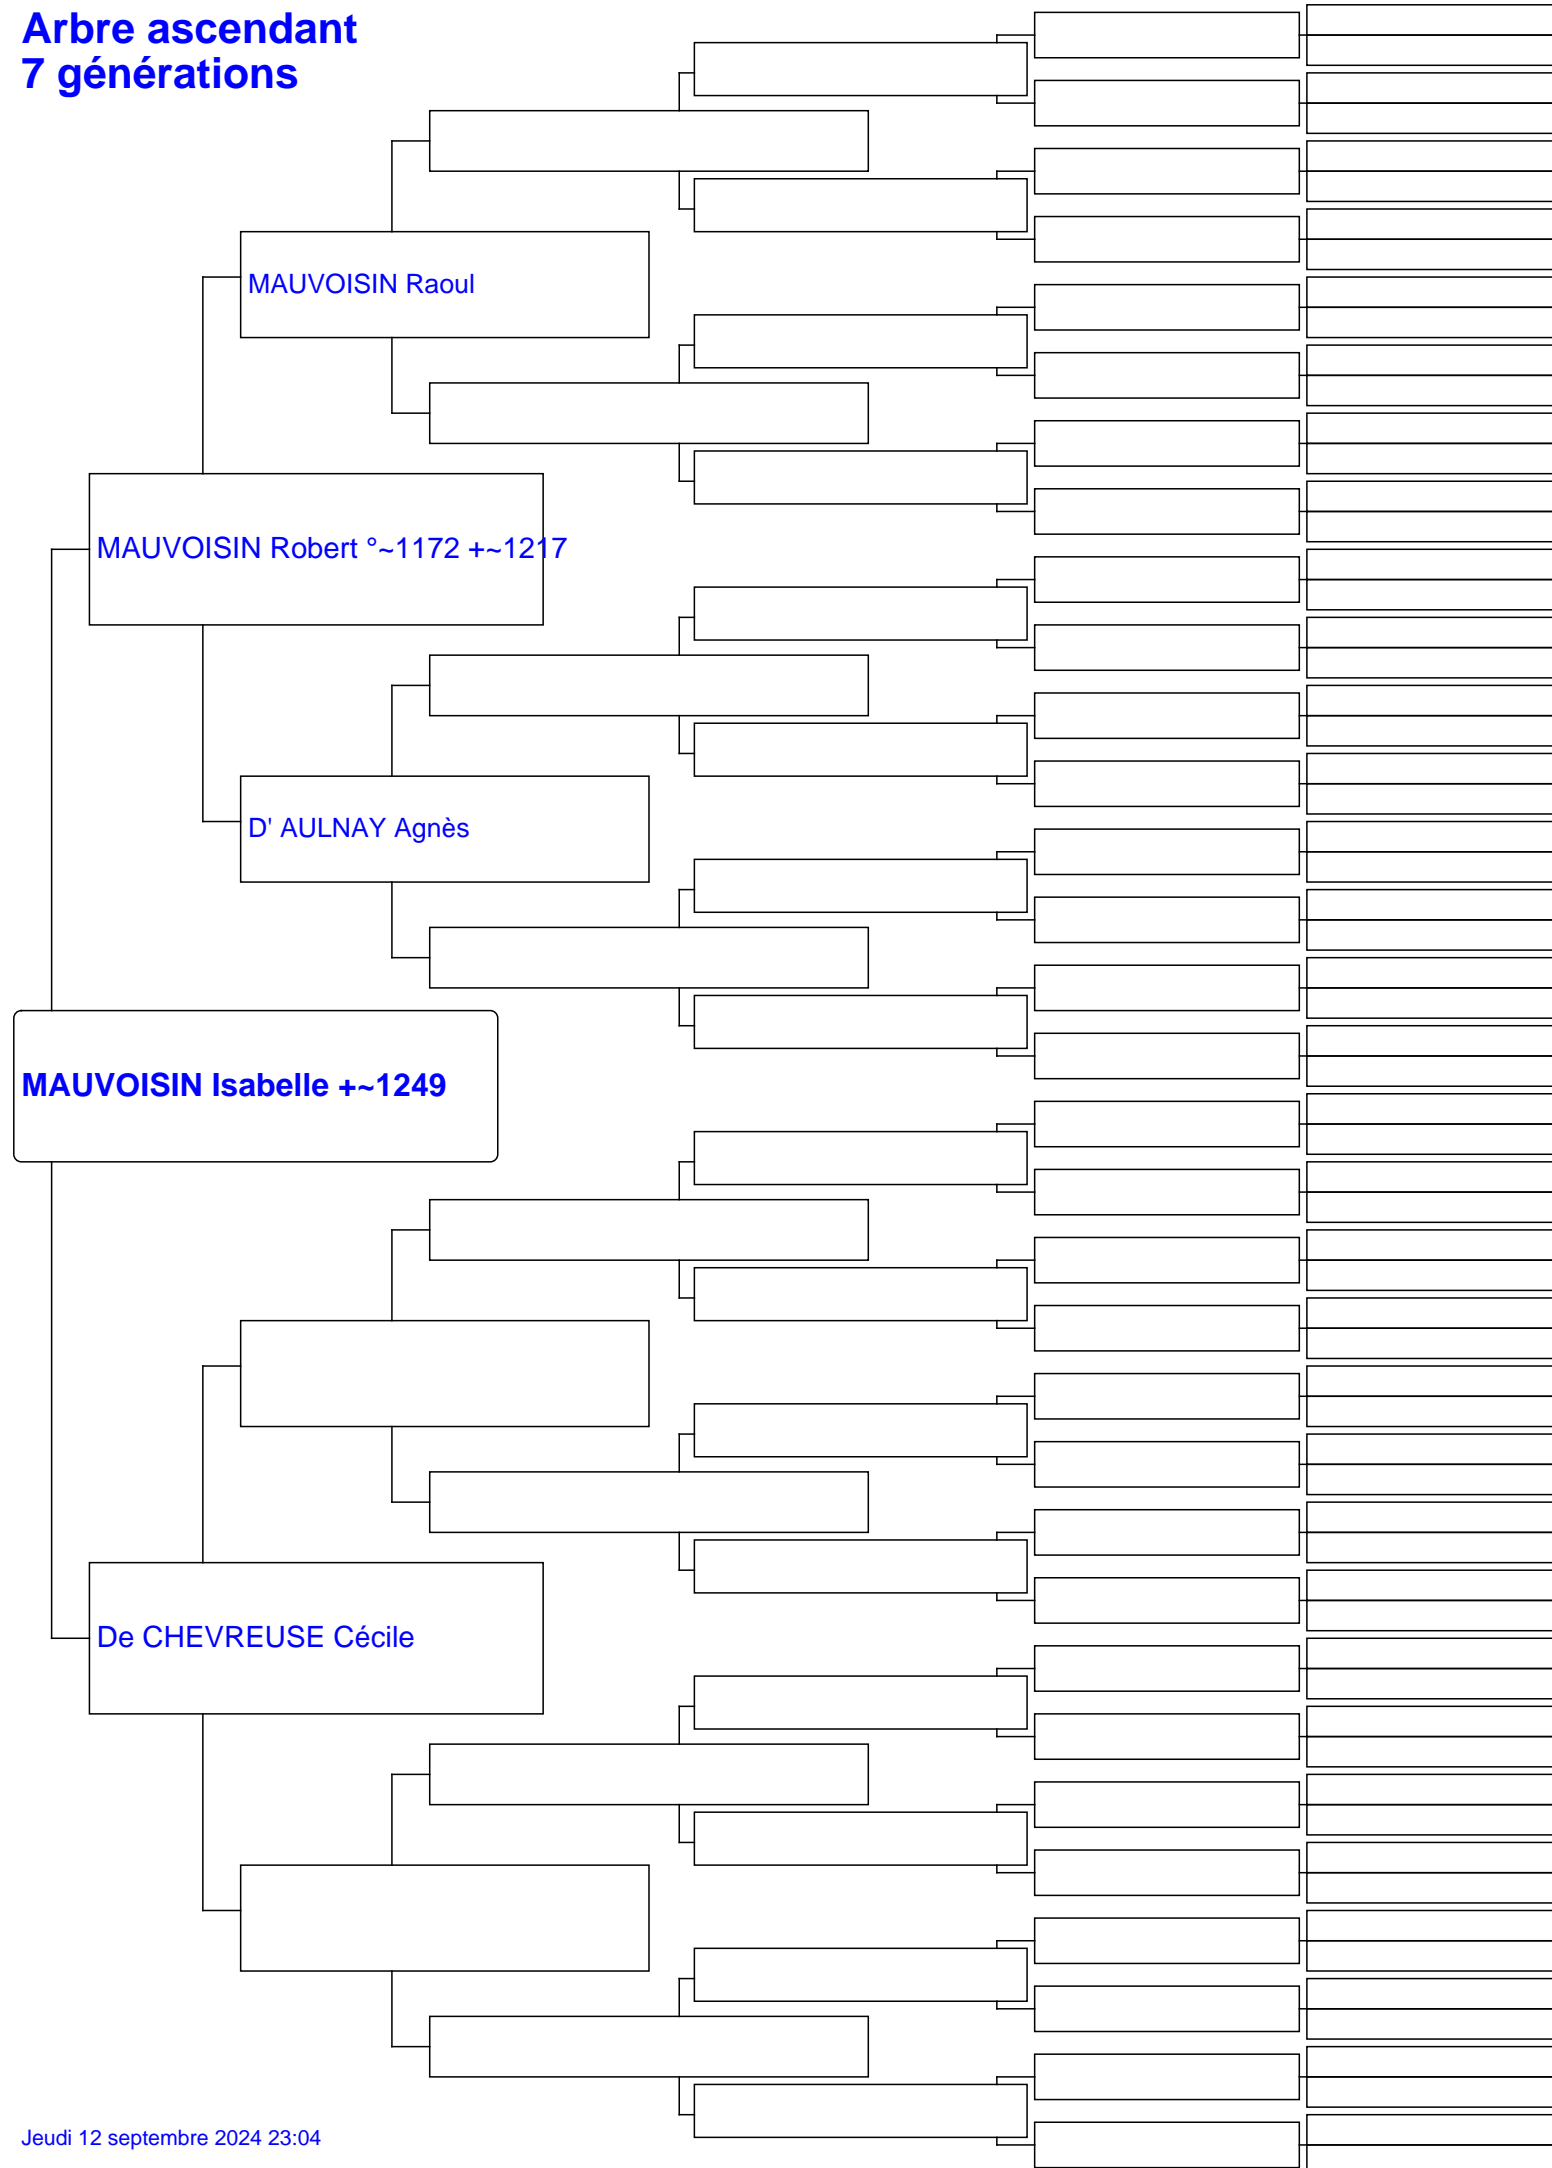 Arbre ascendant
7 générations
MAUVOISIN Raoul
MAUVOISIN Robert °~1172 +~1217
D' AULNAY Agnès
MAUVOISIN Isabelle +~1249
De CHEVREUSE Cécile
Jeudi 12 septembre 2024 23:04